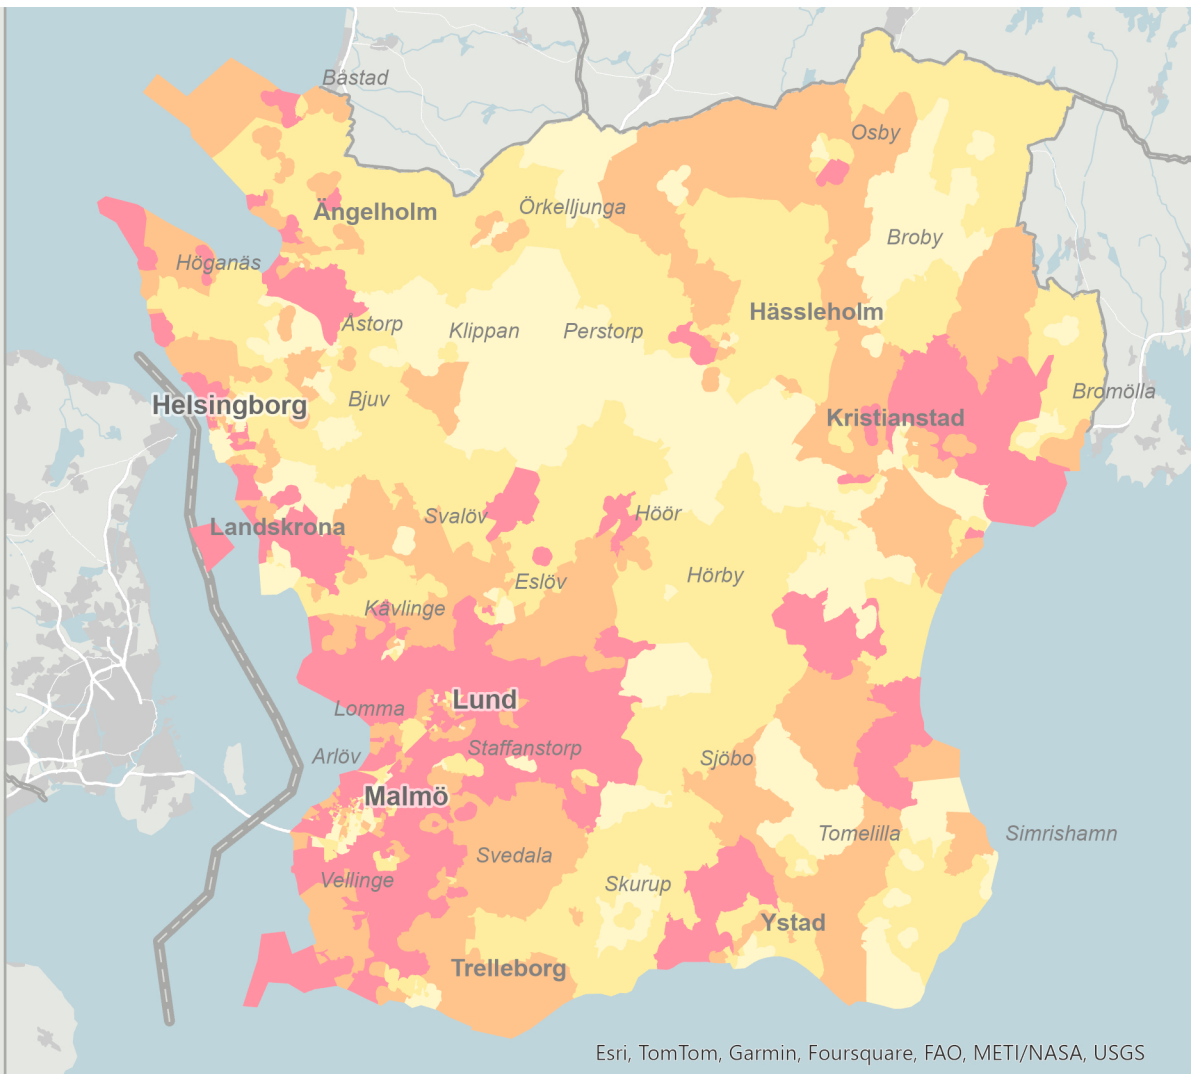 Båstad
Osby
Örkelljunga
Ängelholm
Broby
Höganäs
Hässleholm
Åstorp
Klippan
Perstorp
Bromölla
Bjuv
Helsingborg
Kristianstad
Svalöv
Höör
Landskrona
Eslöv
Hörby
Kävlinge
Lund
Lomma
Staffanstorp
Arlöv
Sjöbo
Malmö
Tomelilla
Simrishamn
Svedala
Vellinge
Skurup
Ystad
Trelleborg
Esri, TomTom, Garmin, Foursquare, FAO, METI/NASA, USGS